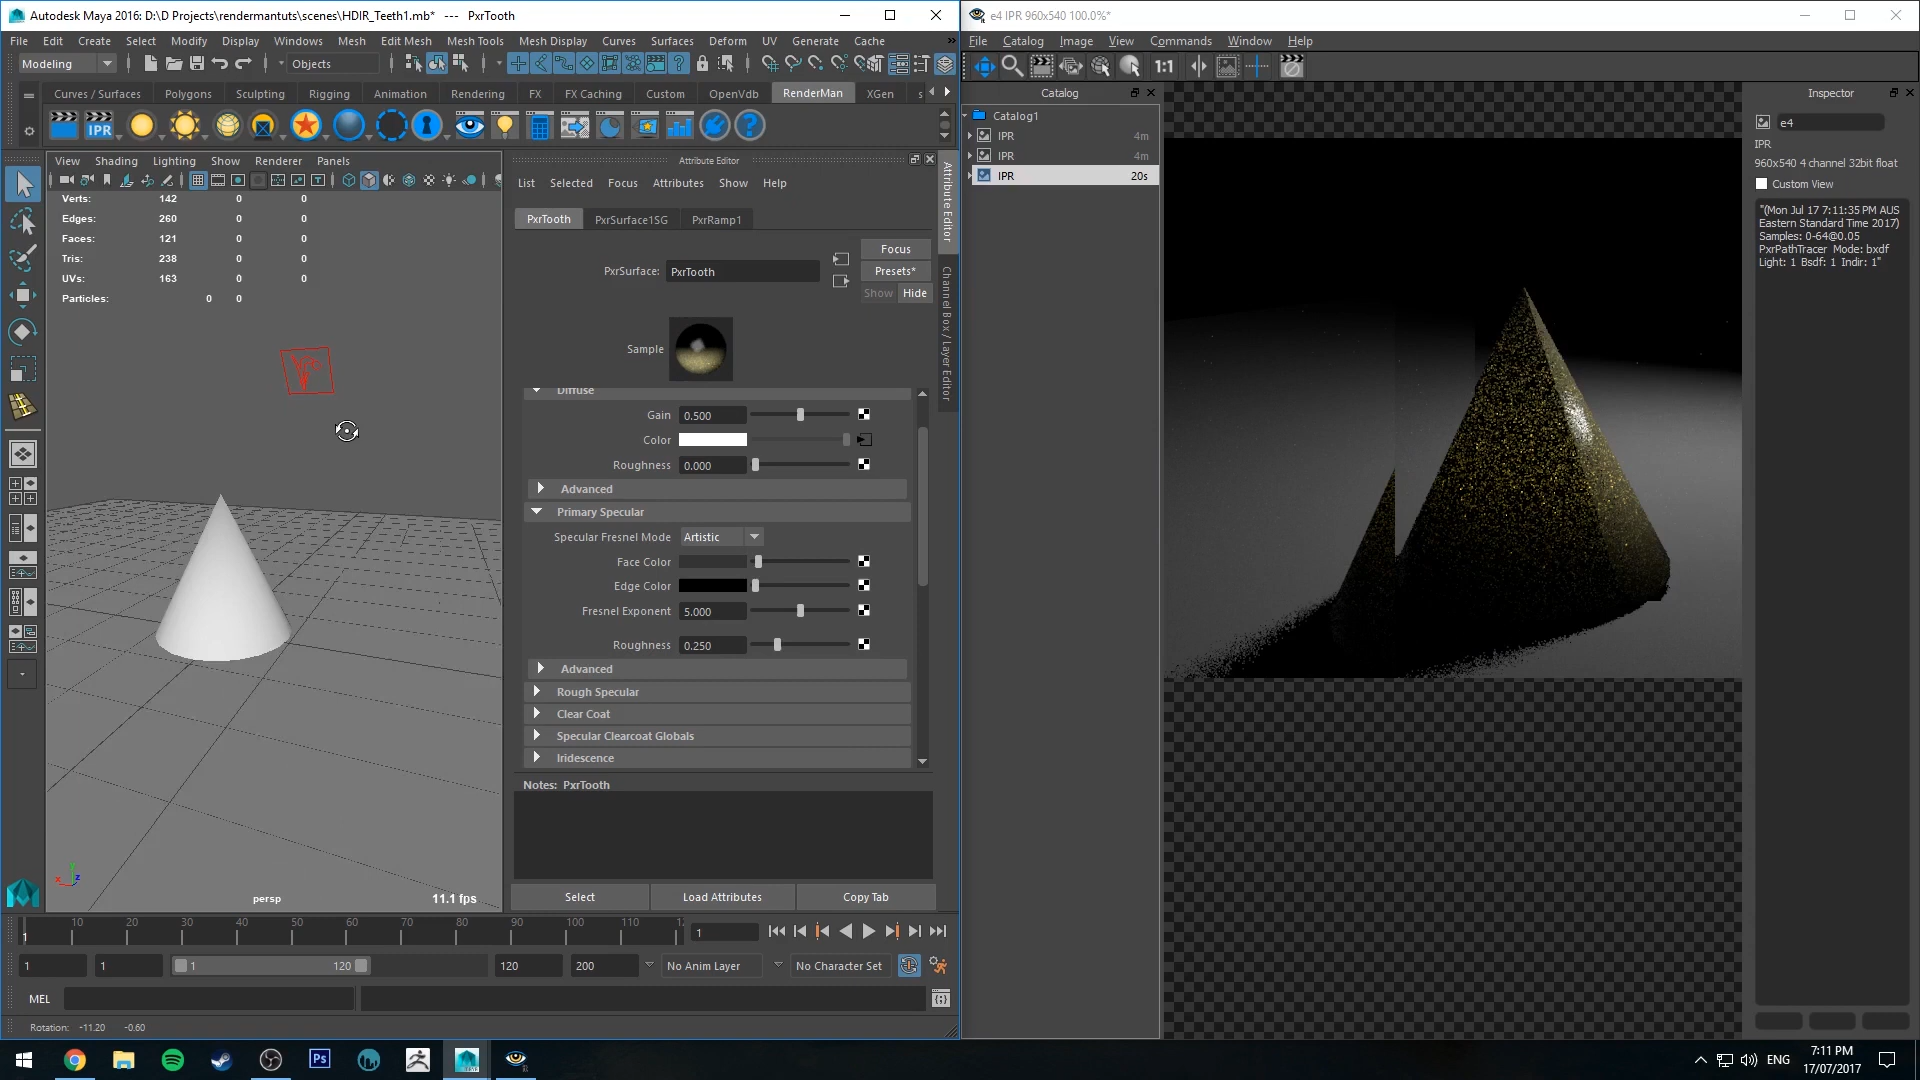 Autodesk Maya 2016: D:\D Projects\rendermantuts\scenes\HDIR_Teeth1.mb* --- PxrTooth
File Edit Create Select Modify Display Windows Mesh Edit Mesh Mesh Tools Mesh Display Curves Surfaces Deform UV Generate Cache
Modeling Objects
Curves / Surfaces Polygons Sculpting Rigging Animation Rendering FX FX Caching Custom OpenVdb RenderMan XGen
IPR
View Shading Lighting Show Renderer Panels
Verts: 142 0 0
Edges: 260 0 0
Faces: 121 0 0
Tris: 238 0 0
UVs: 163 0 0
Particles: 0 0
persp
11.1 fps
Attribute Editor
List Selected Focus Attributes Show Help
PxrTooth PxrSurface1SG PxrRamp1
Focus
PxrSurface: PxrTooth
Presets*
Show Hide
Sample
Diffuse
Gain 0.500
Color
Roughness 0.000
Advanced
Primary Specular
Specular Fresnel Mode Artistic
Face Color
Edge Color
Fresnel Exponent 5.000
Roughness 0.250
Advanced
Rough Specular
Clear Coat
Specular Clearcoat Globals
Iridescence
Notes: PxrTooth
Select Load Attributes Copy Tab
Attribute Editor
Channel Box / Layer Editor
1 10 20 30 40 50 60 70 80 90 100 110 1
1 1 1 120 120 200 No Anim Layer No Character Set
MEL
Rotation: -11.20 -0.60
e4 IPR 960x540 100.0%*
File Catalog Image View Commands Window Help
1:1
Catalog
Catalog1
IPR 4m
IPR 4m
IPR 20s
Inspector
e4
IPR
960x540 4 channel 32bit float
Custom View
"(Mon Jul 17 7:11:35 PM AUS
Eastern Standard Time 2017)
Samples: 0-64@0.05
PxrPathTracer Mode: bxdf
Light: 1 Bsdf: 1 Indir: 1"
Ps
ENG
7:11 PM
17/07/2017